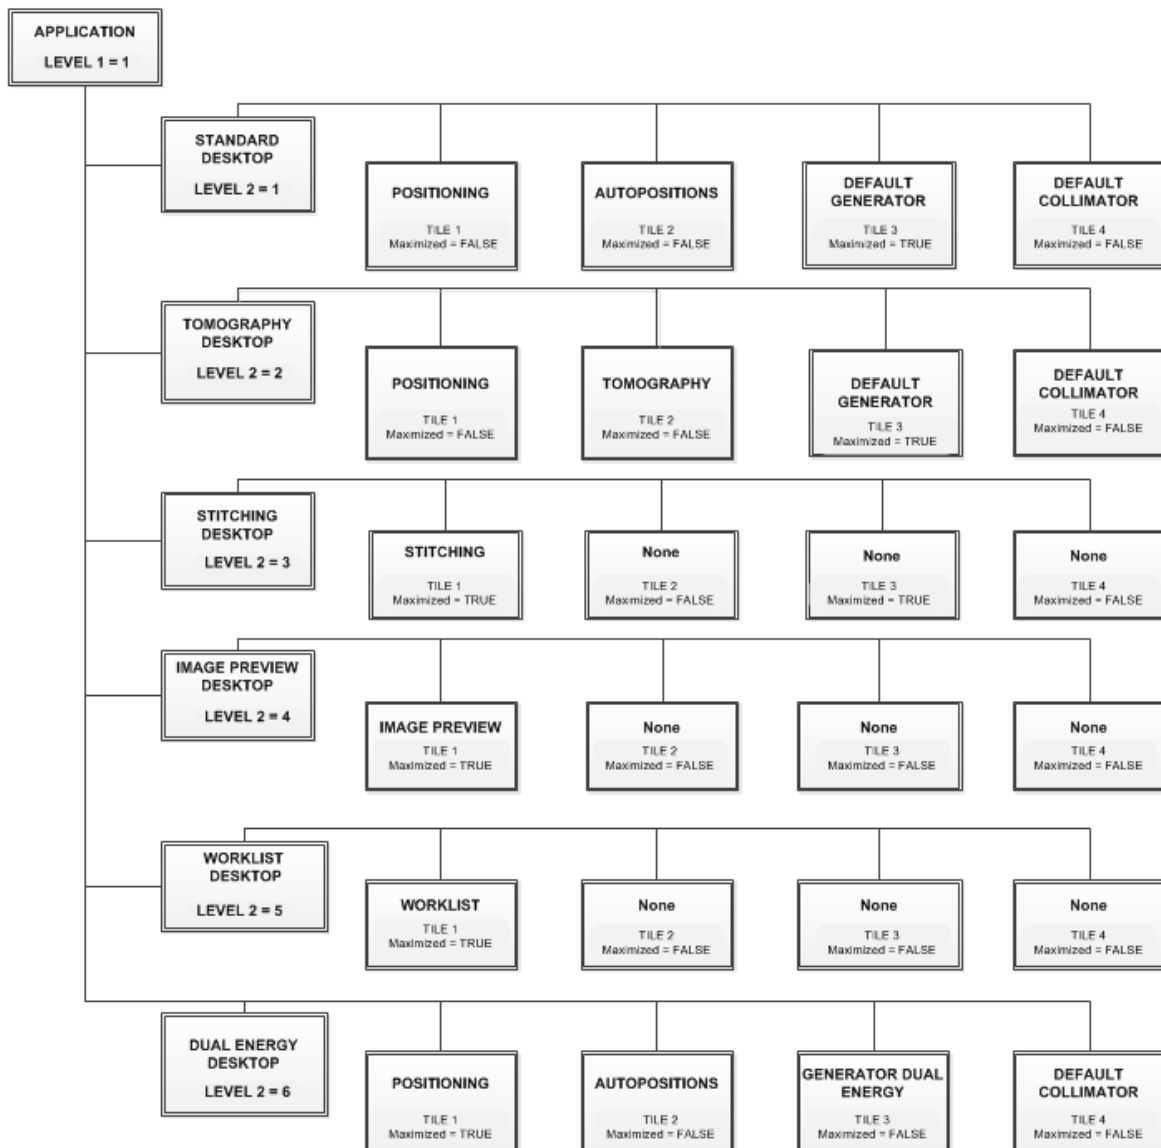 APPLICATION
LEVEL 1 = 1
STANDARD
DESKTOP
LEVEL 2 = 1
POSITIONING
TILE 1
Maximized = FALSE
AUTOPOSITIONS
TILE 2
Maximized = FALSE
DEFAULT
GENERATOR
TILE 3
Maximized = TRUE
DEFAULT
COLLIMATOR
TILE 4
Maximized = FALSE
TOMOGRAPHY
DESKTOP
LEVEL 2 = 2
POSITIONING
TILE 1
Maximized = FALSE
TOMOGRAPHY
TILE 2
Maximized = FALSE
DEFAULT
GENERATOR
TILE 3
Maximized = TRUE
DEFAULT
COLLIMATOR
TILE 4
Maximized = FALSE
STITCHING
DESKTOP
LEVEL 2 = 3
STITCHING
TILE 1
Maximized = TRUE
None
TILE 2
Maximized = FALSE
None
TILE 3
Maximized = TRUE
None
TILE 4
Maximized = FALSE
IMAGE PREVIEW
DESKTOP
LEVEL 2 = 4
IMAGE PREVIEW
TILE 1
Maximized = TRUE
None
TILE 2
Maximized = FALSE
None
TILE 3
Maximized = FALSE
None
TILE 4
Maximized = FALSE
WORKLIST
DESKTOP
LEVEL 2 = 5
WORKLIST
TILE 1
Maximized = TRUE
None
TILE 2
Maximized = FALSE
None
TILE 3
Maximized = FALSE
None
TILE 4
Maximized = FALSE
DUAL ENERGY
DESKTOP
LEVEL 2 = 6
POSITIONING
TILE 1
Maximized = TRUE
AUTOPOSITIONS
TILE 2
Maximized = FALSE
GENERATOR DUAL
ENERGY
TILE 3
Maximized = FALSE
DEFAULT
COLLIMATOR
TILE 4
Maximized = FALSE